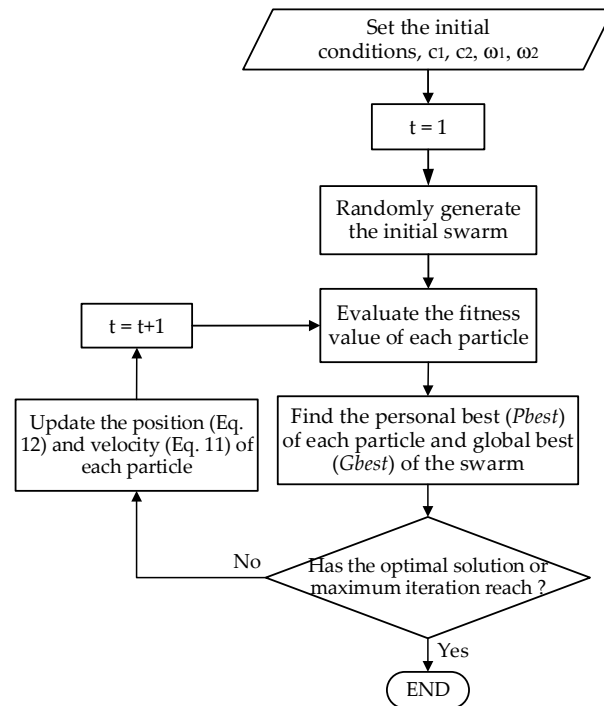 Set the initial
conditions, c1, c2, ω1, ω2
t = 1
Randomly generate
the initial swarm
Evaluate the fitness
value of each particle
t = t+1
Find the personal best (Pbest)
of each particle and global best
(Gbest) of the swarm
Update the position (Eq.
12) and velocity (Eq. 11) of
each particle
Has the optimal solution or
maximum iteration reach ?
No
Yes
END